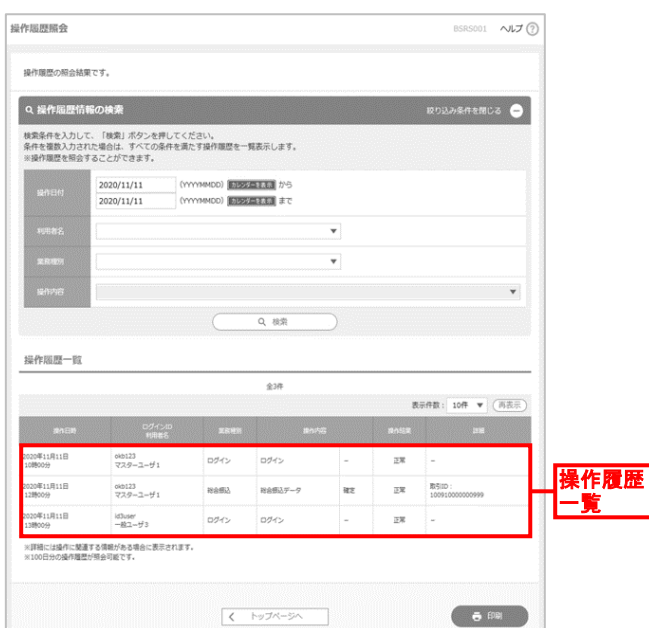 操作履歴照会
BSRS001 ヘルプ ?
操作履歴の照会結果です。
操作履歴情報の検索
絞り込み条件を閉じる
検索条件を入力して、「検索」ボタンを押してください。
条件を複数入力された場合は、すべての条件を満たす操作履歴を一覧表示します。
※操作履歴を照会することができます。
操作日付
2020/11/11 (YYYYMMDD) カレンダーを表示 から
2020/11/11 (YYYYMMDD) カレンダーを表示 まで
利用者名
業務種別
操作内容
検索
操作履歴一覧
全3件
表示件数： 10件 再表示
操作日時 ログインID 利用者名 業務種別 操作内容 操作結果 詳細
2020年11月11日 10時00分 okb123 マスターユーザ1 ログイン ログイン － 正常 －
2020年11月11日 12時00分 okb123 マスターユーザ1 総合振込 総合振込データ 確定 正常 取引ID： 100910000000999
2020年11月11日 13時00分 id3user 一般ユーザ3 ログイン ログイン － 正常 －
操作履歴
一覧
※詳細には操作に関連する情報がある場合に表示されます。
※100日分の操作履歴が照会可能です。
トップページへ
印刷